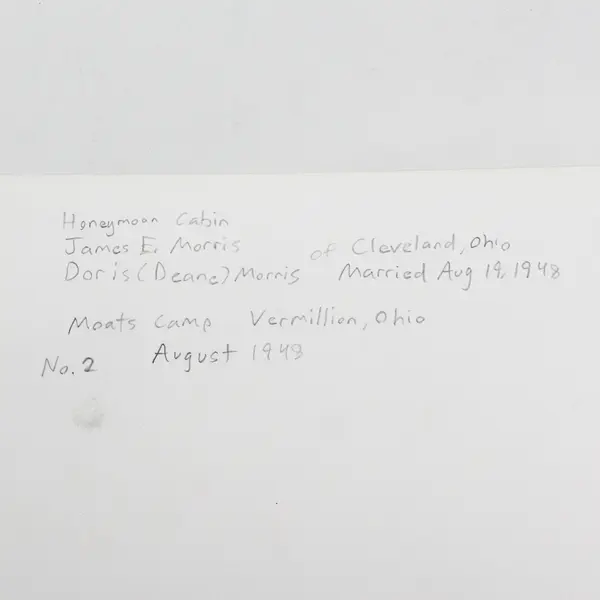 Honeymoon Cabin
James E. Morris of Cleveland, Ohio
Doris (Deane) Morris Married Aug 19, 1948
Moats Camp Vermillion, Ohio
No. 2 August 1948